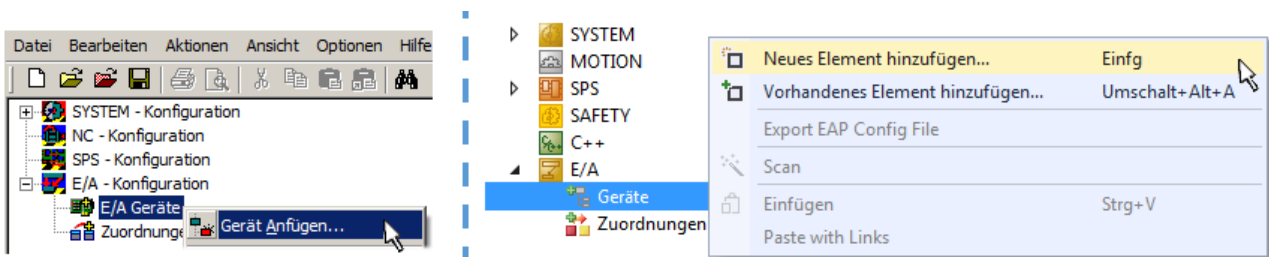 Datei Bearbeiten Aktionen Ansicht Optionen Hilfe
SYSTEM - Konfiguration
NC - Konfiguration
SPS - Konfiguration
E/A - Konfiguration
E/A Geräte
Gerät Anfügen...
Zuordnunge
SYSTEM
MOTION
SPS
SAFETY
C++
E/A
Geräte
Zuordnungen
Neues Element hinzufügen... Einfg
Vorhandenes Element hinzufügen... Umschalt+Alt+A
Export EAP Config File
Scan
Einfügen Strg+V
Paste with Links